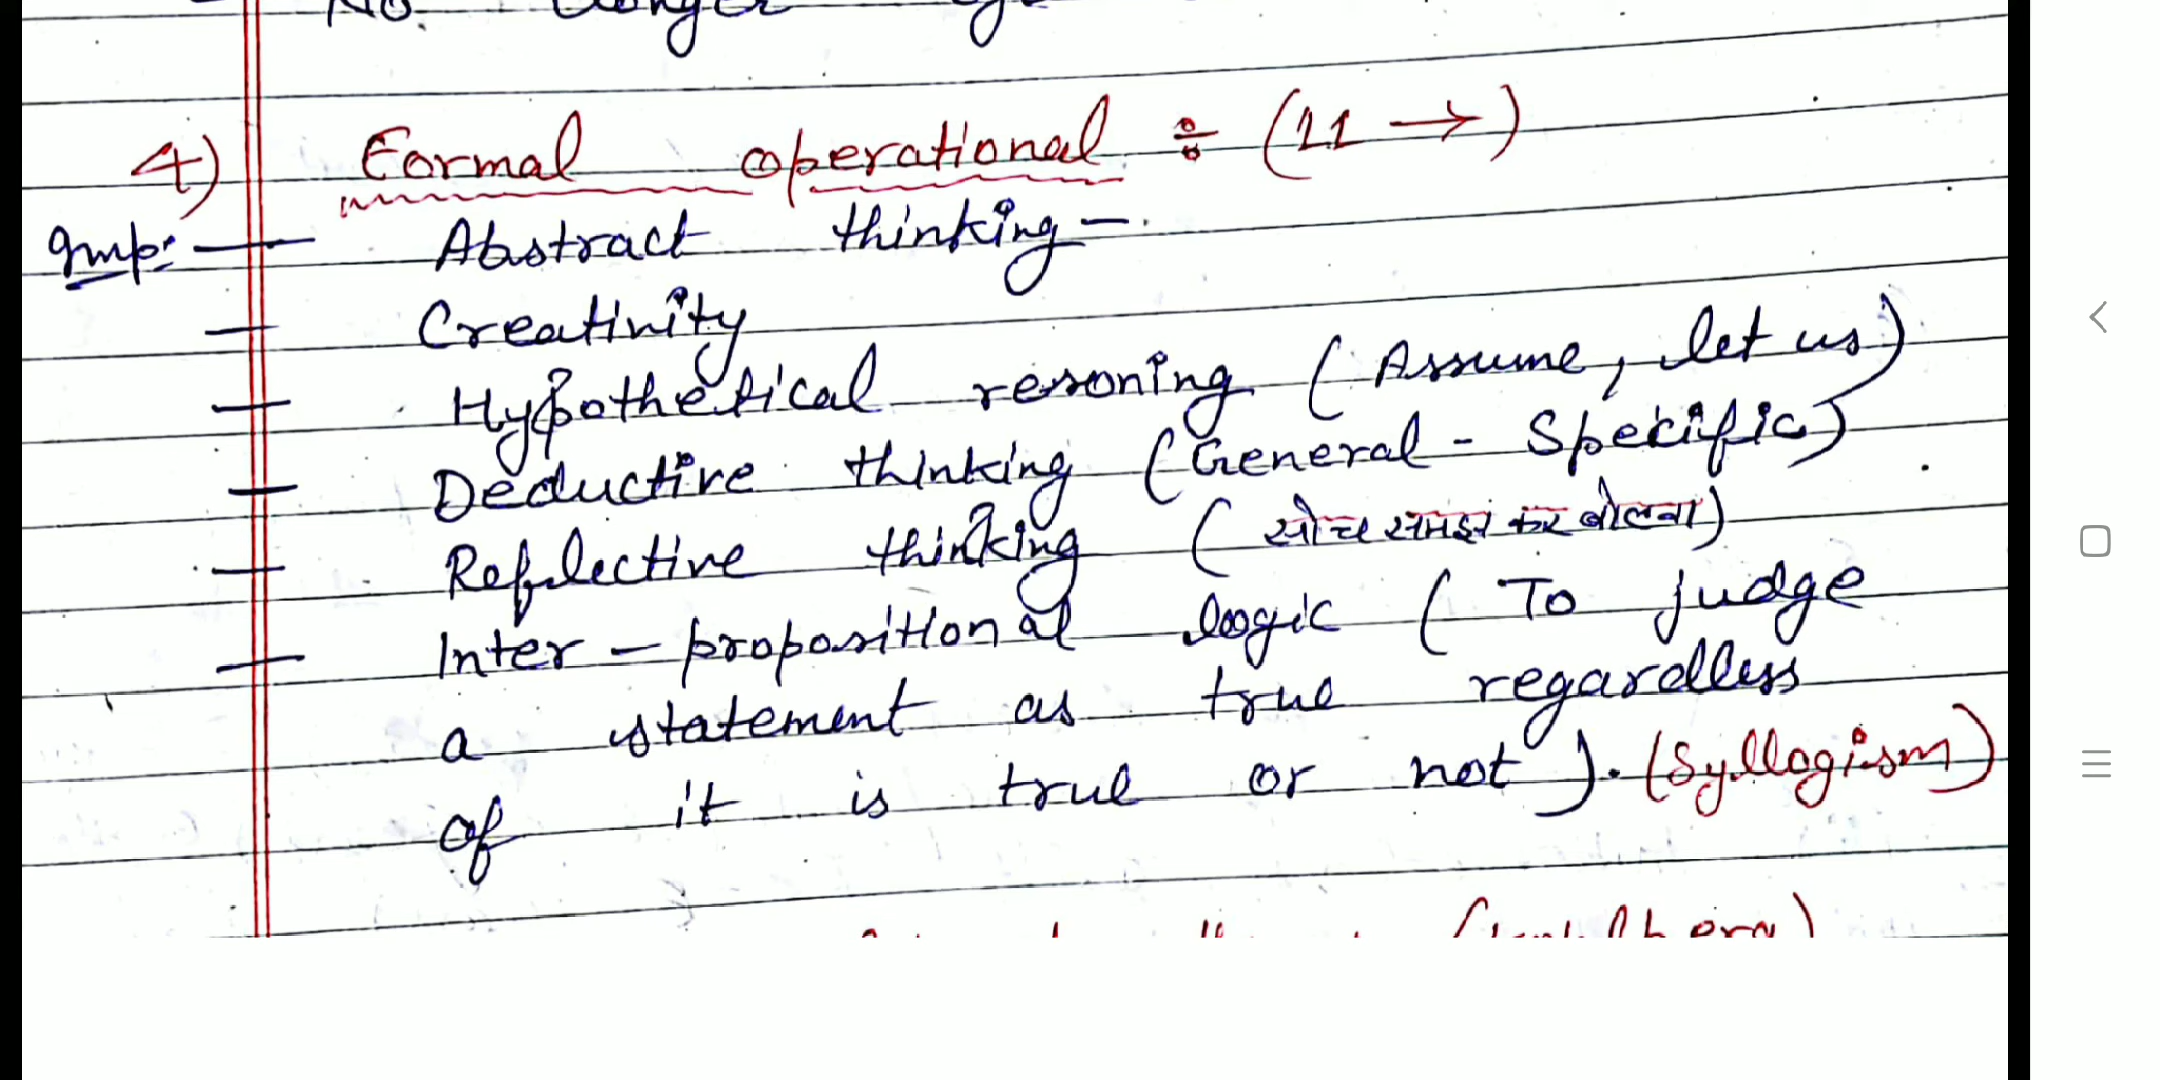 4) Formal operational ÷ (11 →)
Imp: — Abstract thinking –
— Creativity
— Hypothetical resoning (Assume, let us)
— Deductive thinking (General - Specific)
— Reflective thinking (सोच समझ कर बोलना)
— Inter – propositional logic (To judge
a statement as true regardless
of it is true or not). (Syllogism)